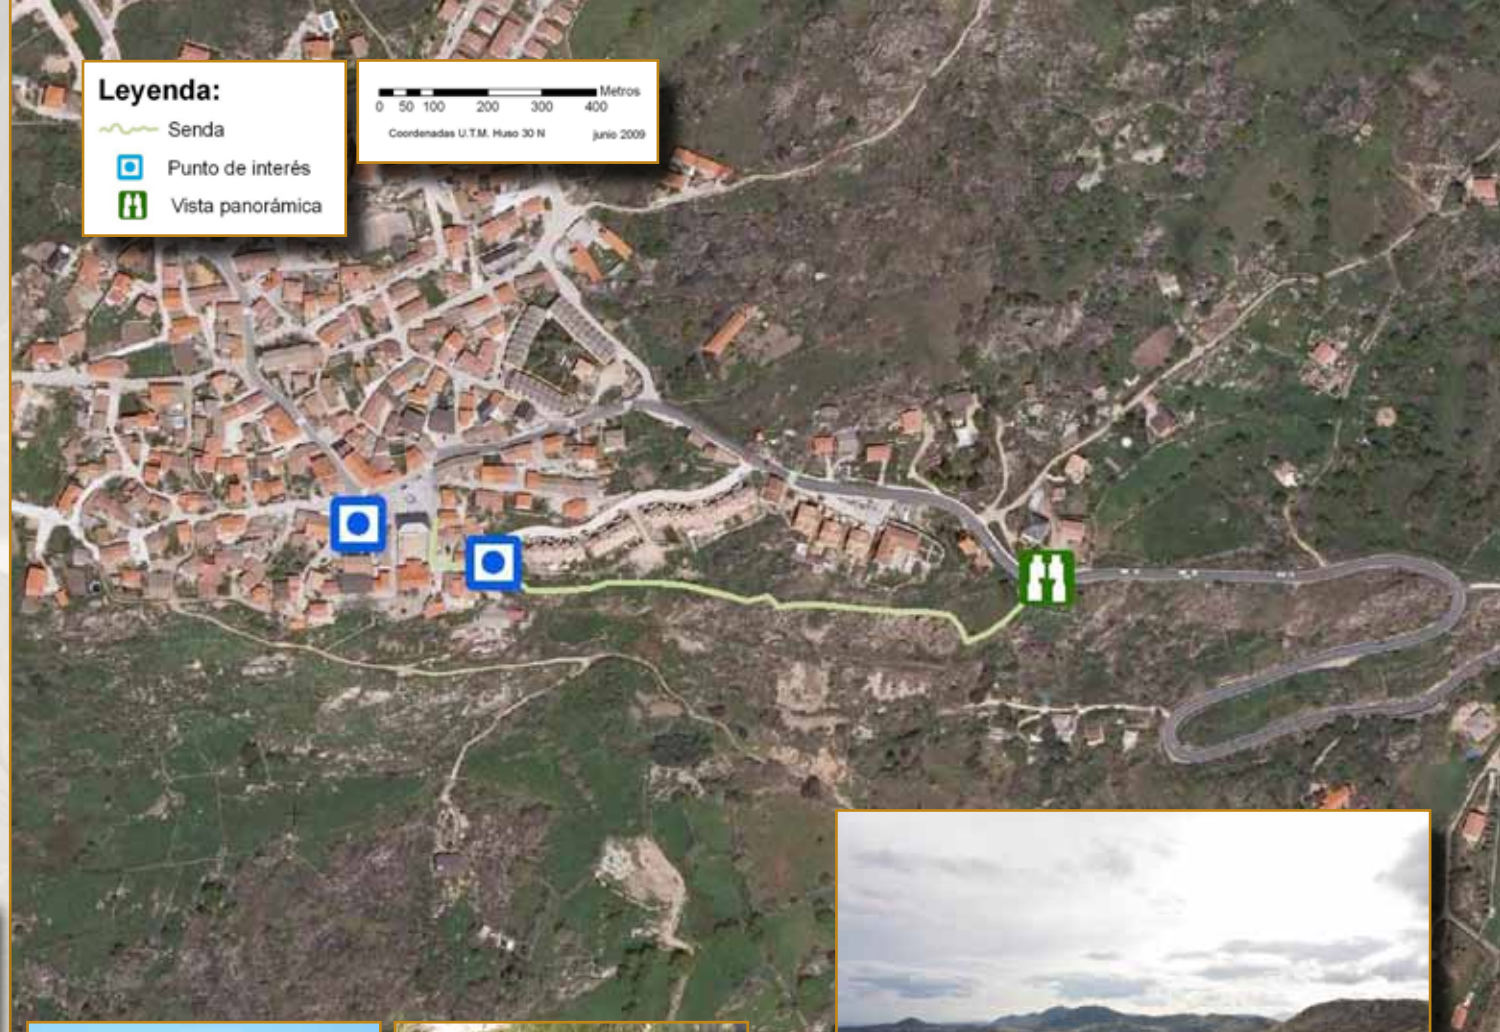 Leyenda:
Senda
Punto de interés
Vista panorámica
Metros
0 50 100 200 300 400
Coordenadas U.T.M. Huso 30 N junio 2009